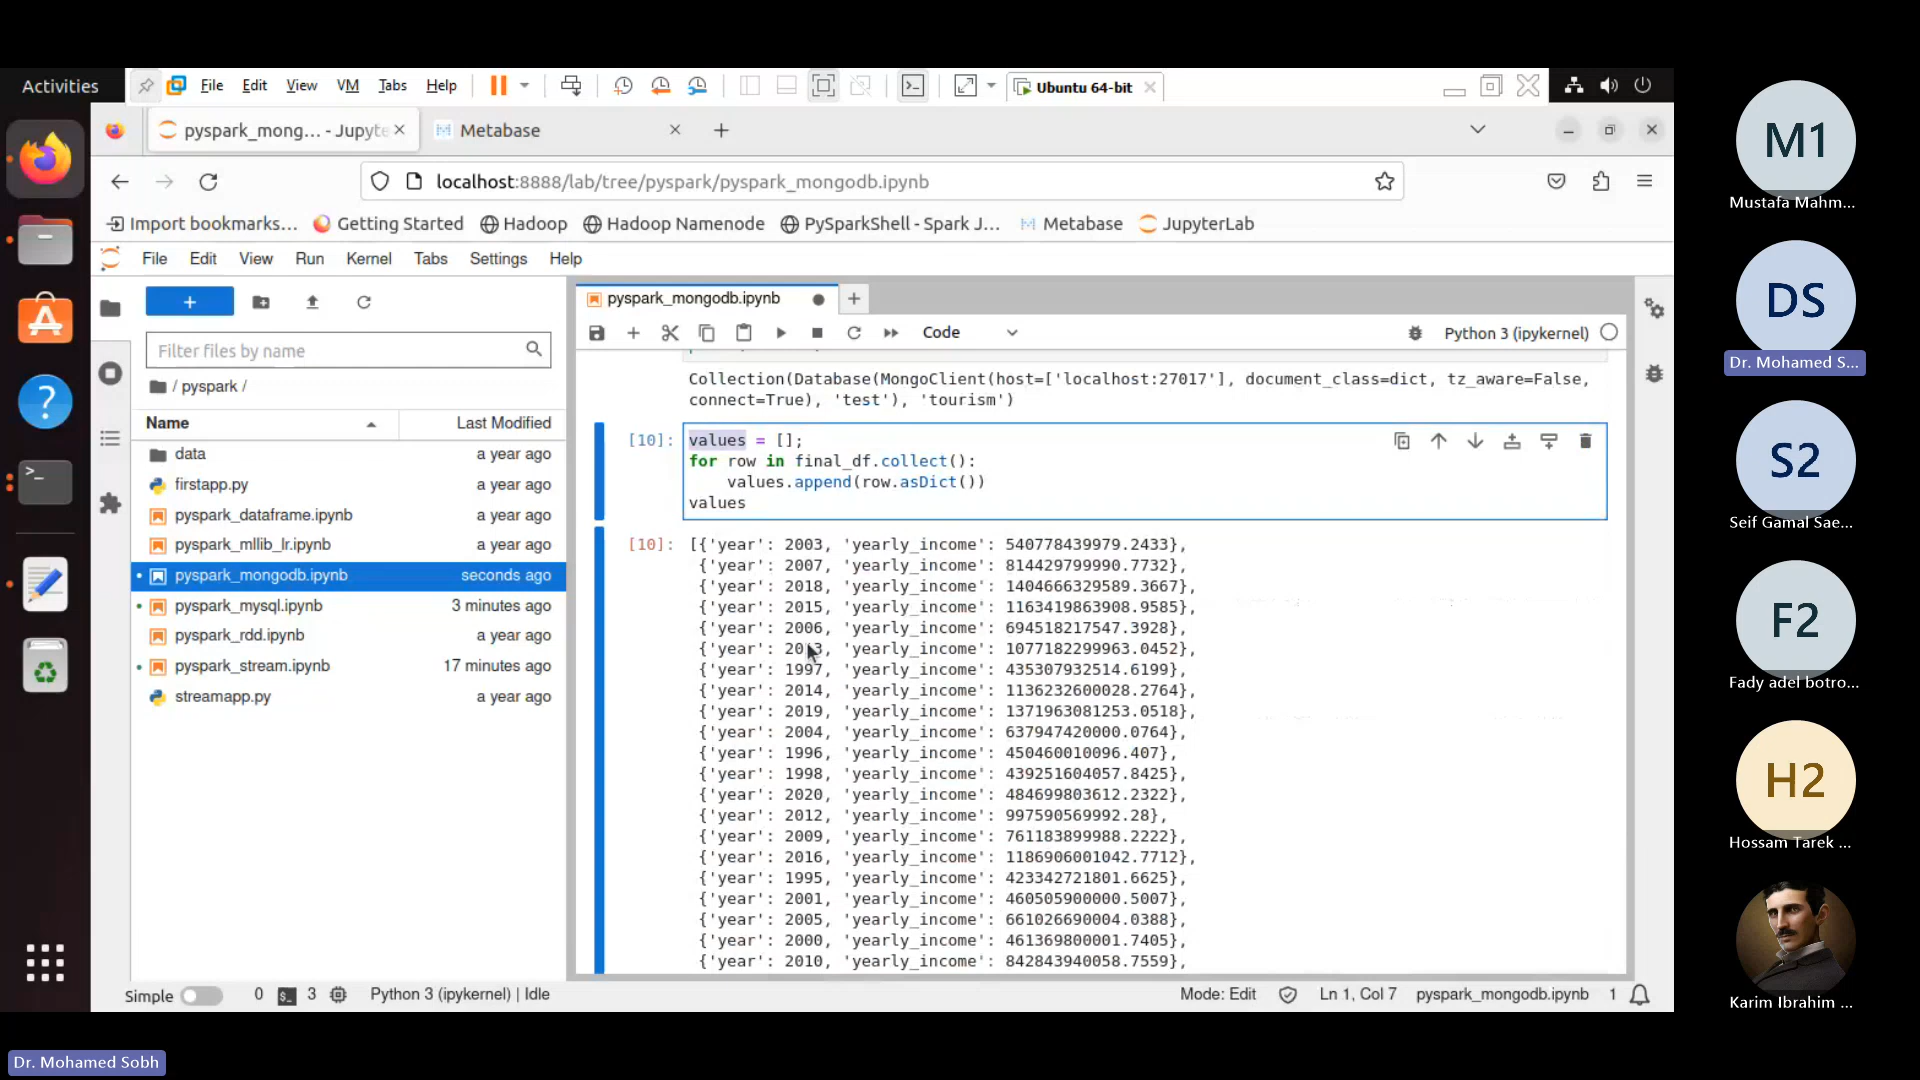 Activities
File Edit View VM Tabs Help
Ubuntu 64-bit
pyspark_mong... - Jupyte
Metabase
localhost:8888/lab/tree/pyspark/pyspark_mongodb.ipynb
Import bookmarks...
Getting Started
Hadoop
Hadoop Namenode
PySparkShell - Spark J...
Metabase
JupyterLab
File Edit View Run Kernel Tabs Settings Help
Filter files by name
/ pyspark /
Name Last Modified
data a year ago
firstapp.py a year ago
pyspark_dataframe.ipynb a year ago
pyspark_mllib_lr.ipynb a year ago
pyspark_mongodb.ipynb seconds ago
pyspark_mysql.ipynb 3 minutes ago
pyspark_rdd.ipynb a year ago
pyspark_stream.ipynb 17 minutes ago
streamapp.py a year ago
pyspark_mongodb.ipynb
Code
Python 3 (ipykernel)
Collection(Database(MongoClient(host=['localhost:27017'], document_class=dict, tz_aware=False,
connect=True), 'test'), 'tourism')
[10]: values = [];
for row in final_df.collect():
values.append(row.asDict())
values
[10]: [{'year': 2003, 'yearly_income': 540778439979.2433},
{'year': 2007, 'yearly_income': 814429799990.7732},
{'year': 2018, 'yearly_income': 1404666329589.3667},
{'year': 2015, 'yearly_income': 1163419863908.9585},
{'year': 2006, 'yearly_income': 694518217547.3928},
{'year': 2013, 'yearly_income': 1077182299963.0452},
{'year': 1997, 'yearly_income': 435307932514.6199},
{'year': 2014, 'yearly_income': 1136232600028.2764},
{'year': 2019, 'yearly_income': 1371963081253.0518},
{'year': 2004, 'yearly_income': 637947420000.0764},
{'year': 1996, 'yearly_income': 450460010096.407},
{'year': 1998, 'yearly_income': 439251604057.8425},
{'year': 2020, 'yearly_income': 484699803612.2322},
{'year': 2012, 'yearly_income': 997590569992.28},
{'year': 2009, 'yearly_income': 761183899988.2222},
{'year': 2016, 'yearly_income': 1186906001042.7712},
{'year': 1995, 'yearly_income': 423342721801.6625},
{'year': 2001, 'yearly_income': 460505900000.5007},
{'year': 2005, 'yearly_income': 661026690004.0388},
{'year': 2000, 'yearly_income': 461369800001.7405},
{'year': 2010, 'yearly_income': 842843940058.7559},
Simple 0 3 Python 3 (ipykernel) | Idle
Mode: Edit Ln 1, Col 7 pyspark_mongodb.ipynb 1
M1
Mustafa Mahm...
DS
Dr. Mohamed S...
S2
Seif Gamal Sae...
F2
Fady adel botro...
H2
Hossam Tarek ...
Karim Ibrahim ...
Dr. Mohamed Sobh